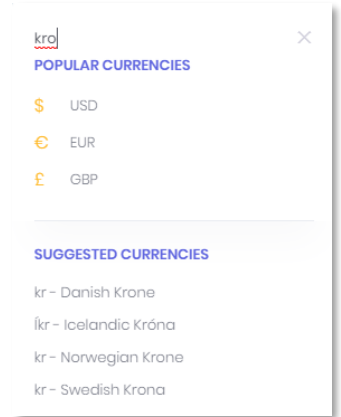 kro
POPULAR CURRENCIES
$ USD
€ EUR
£ GBP
SUGGESTED CURRENCIES
kr - Danish Krone
Íkr - Icelandic Króna
kr - Norwegian Krone
kr - Swedish Krona